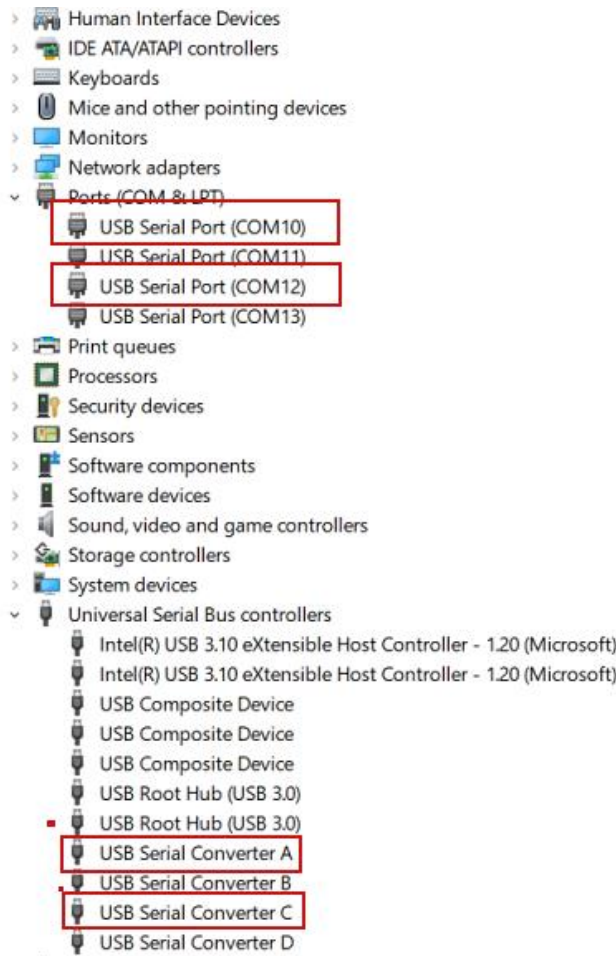 Human Interface Devices
IDE ATA/ATAPI controllers
Keyboards
Mice and other pointing devices
Monitors
Network adapters
Ports (COM & LPT)
USB Serial Port (COM10)
USB Serial Port (COM11)
USB Serial Port (COM12)
USB Serial Port (COM13)
Print queues
Processors
Security devices
Sensors
Software components
Software devices
Sound, video and game controllers
Storage controllers
System devices
Universal Serial Bus controllers
Intel(R) USB 3.10 eXtensible Host Controller - 1.20 (Microsoft)
Intel(R) USB 3.10 eXtensible Host Controller - 1.20 (Microsoft)
USB Composite Device
USB Composite Device
USB Composite Device
USB Root Hub (USB 3.0)
USB Root Hub (USB 3.0)
USB Serial Converter A
USB Serial Converter B
USB Serial Converter C
USB Serial Converter D